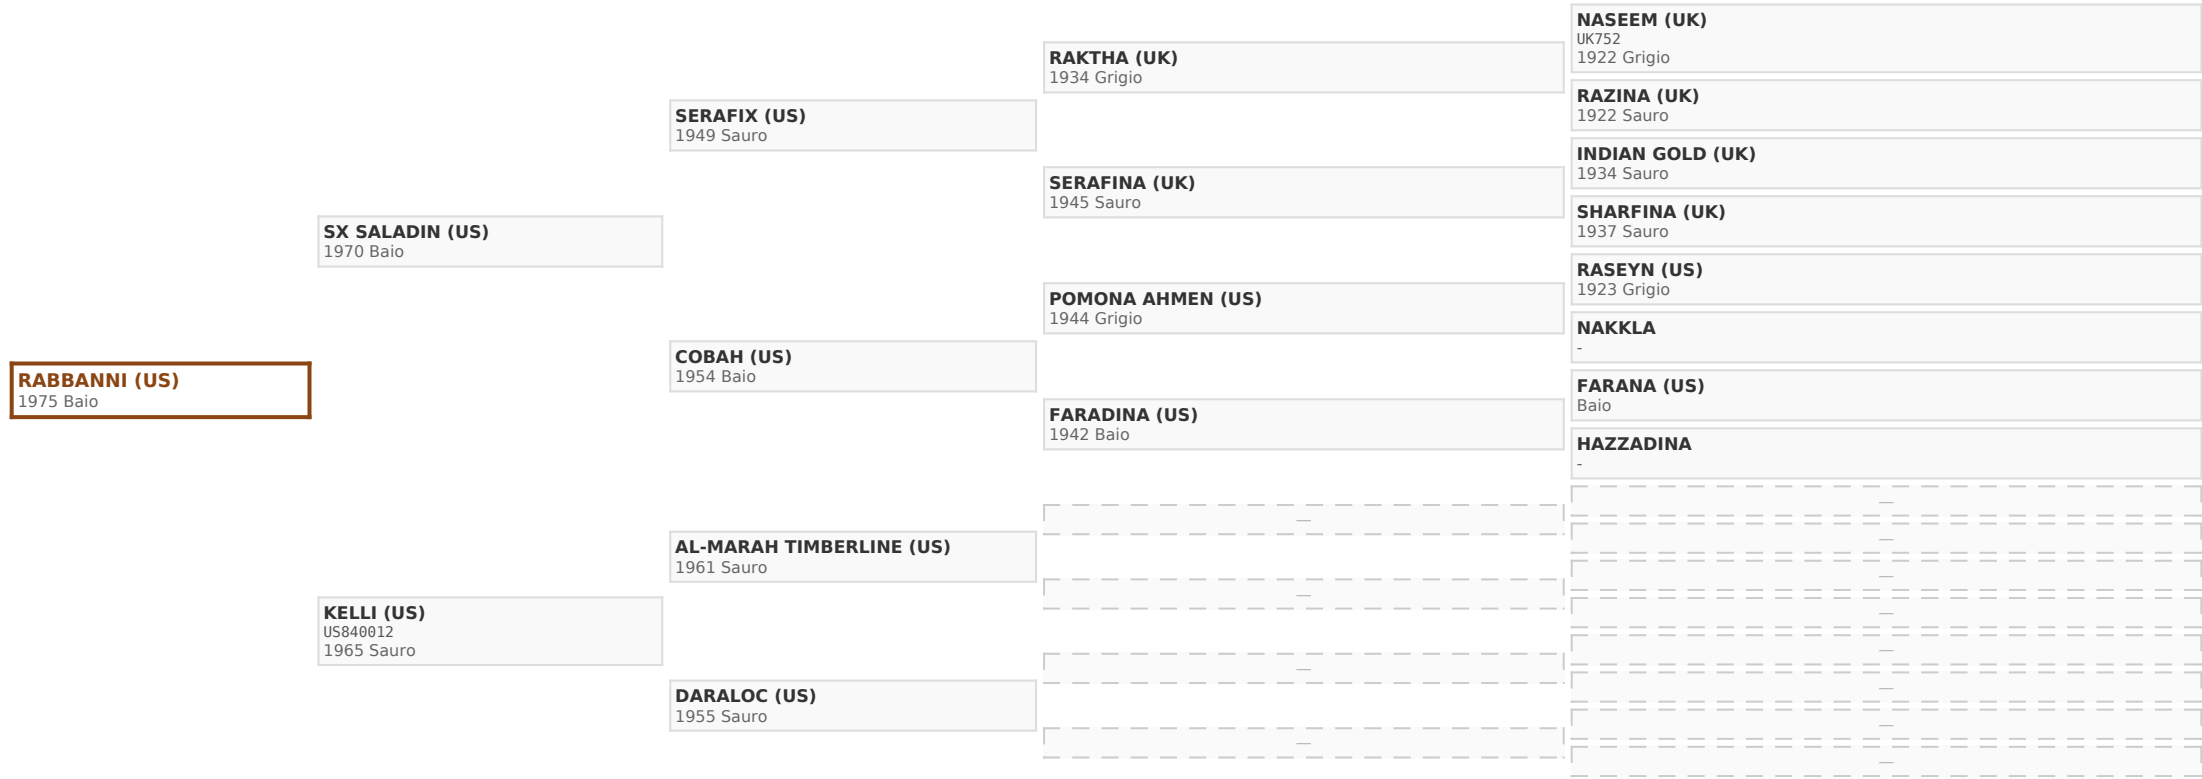 RABBANNI (US)
1975 Baio
SX SALADIN (US)
1970 Baio
KELLI (US)
US840012
1965 Sauro
SERAFIX (US)
1949 Sauro
COBAH (US)
1954 Baio
AL-MARAH TIMBERLINE (US)
1961 Sauro
DARALOC (US)
1955 Sauro
RAKTHA (UK)
1934 Grigio
SERAFINA (UK)
1945 Sauro
POMONA AHMEN (US)
1944 Grigio
FARADINA (US)
1942 Baio
—
—
—
—
NASEEM (UK)
UK752
1922 Grigio
RAZINA (UK)
1922 Sauro
INDIAN GOLD (UK)
1934 Sauro
SHARFINA (UK)
1937 Sauro
RASEYN (US)
1923 Grigio
NAKKLA
-
FARANA (US)
Baio
HAZZADINA
-
—
—
—
—
—
—
—
—